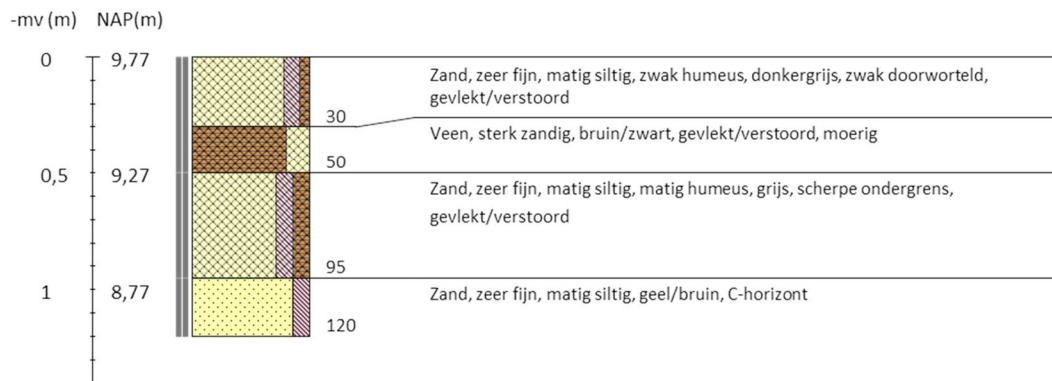 -mv (m) NAP(m)
0 9,77
Zand, zeer fijn, matig siltig, zwak humeus, donkergrijs, zwak doorworteld,
gevlekt/verstoord
30
Veen, sterk zandig, bruin/zwart, gevlekt/verstoord, moerig
50
0,5 9,27
Zand, zeer fijn, matig siltig, matig humeus, grijs, scherpe ondergrens,
gevlekt/verstoord
95
1 8,77
Zand, zeer fijn, matig siltig, geel/bruin, C-horizont
120